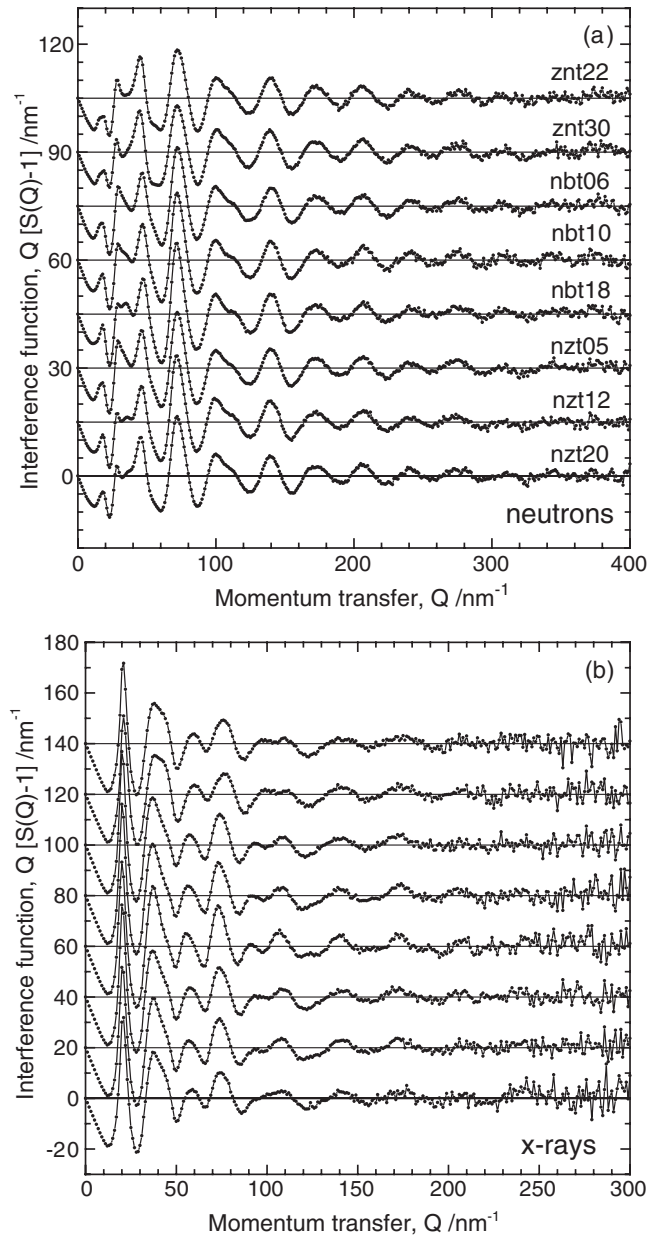 (a)
120
90
60
30
0
Interference function, Q [S(Q)-1] /nm⁻¹
znt22
znt30
nbt06
nbt10
nbt18
nzt05
nzt12
nzt20
neutrons
0 100 200 300 400
Momentum transfer, Q /nm⁻¹
(b)
180
160
140
120
100
80
60
40
20
0
-20
Interference function, Q [S(Q)-1] /nm⁻¹
x-rays
0 50 100 150 200 250 300
Momentum transfer, Q /nm⁻¹